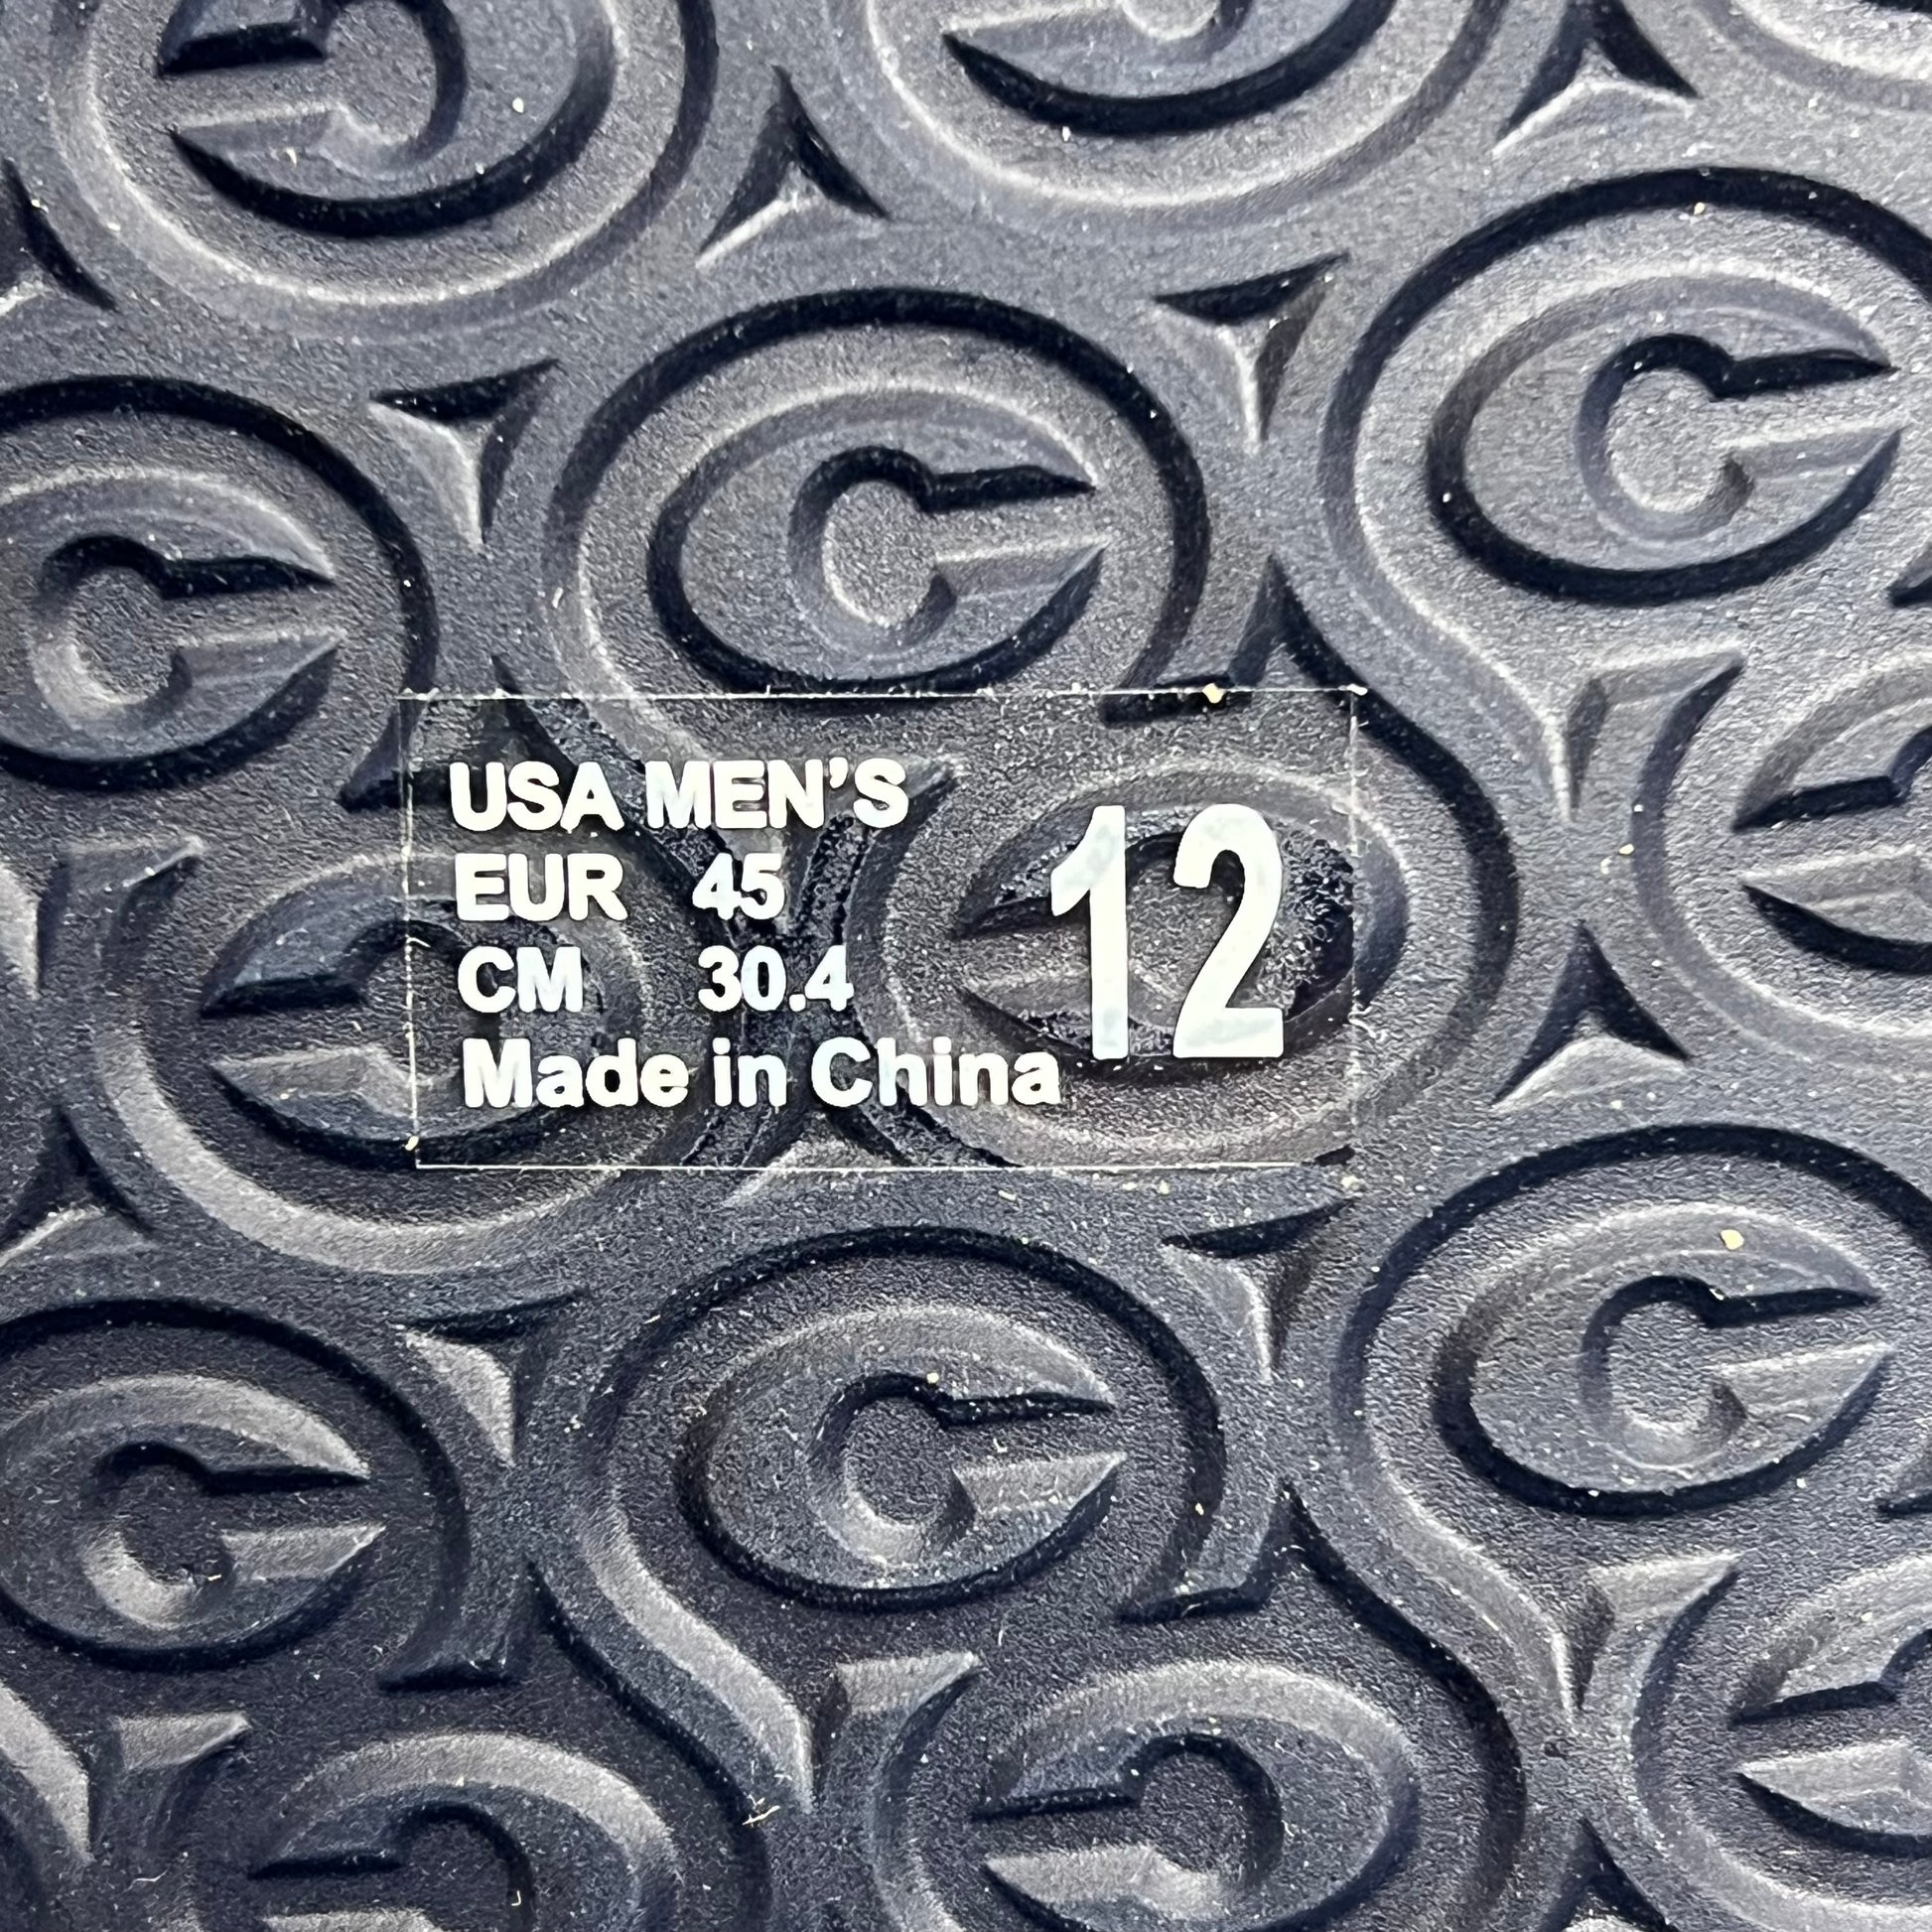 USA MEN'S
EUR 45
CM 30.4
Made in China
12